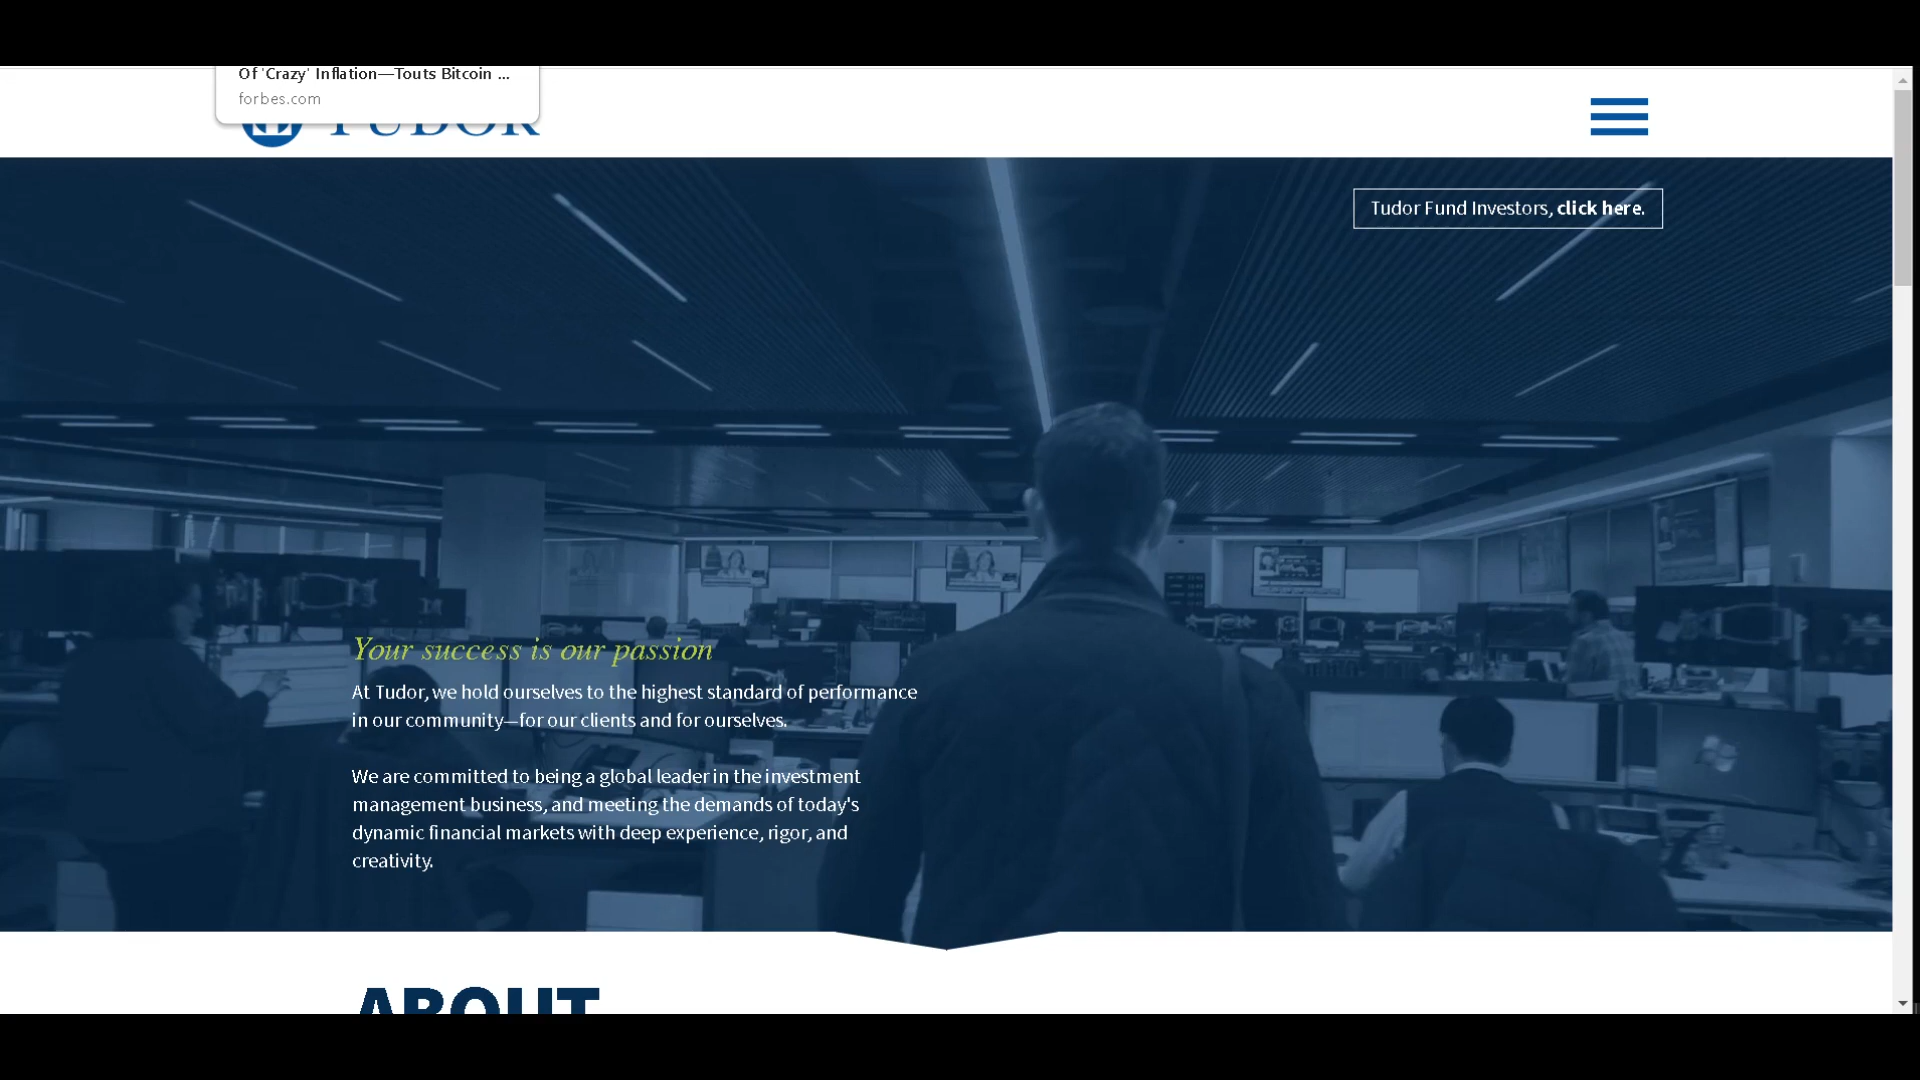 Of 'Crazy' Inflation—Touts Bitcoin ...
forbes.com
TUDOR
Tudor Fund Investors, click here.
Your success is our passion
At Tudor, we hold ourselves to the highest standard of performance
in our community—for our clients and for ourselves.
We are committed to being a global leader in the investment
management business, and meeting the demands of today's
dynamic financial markets with deep experience, rigor, and
creativity.
ABOUT